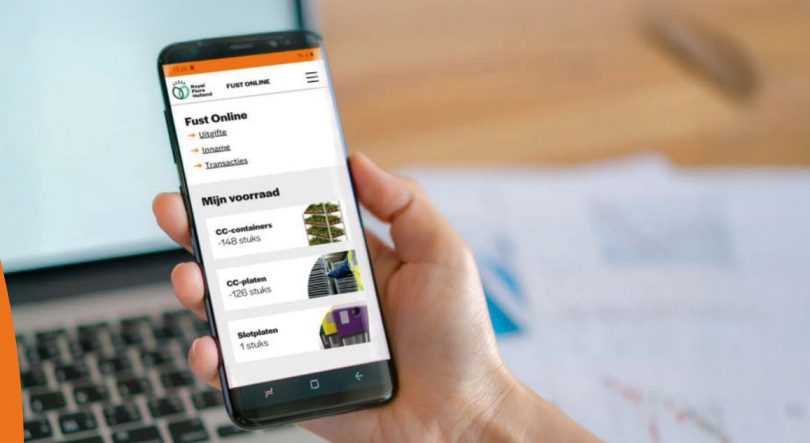 Royal
Flora
Holland
FUST ONLINE
Fust Online
→ Uitgifte
→ Inname
→ Transacties
Mijn voorraad
CC-containers
-148 stuks
CC-platen
-126 stuks
Slotplaten
1 stuks